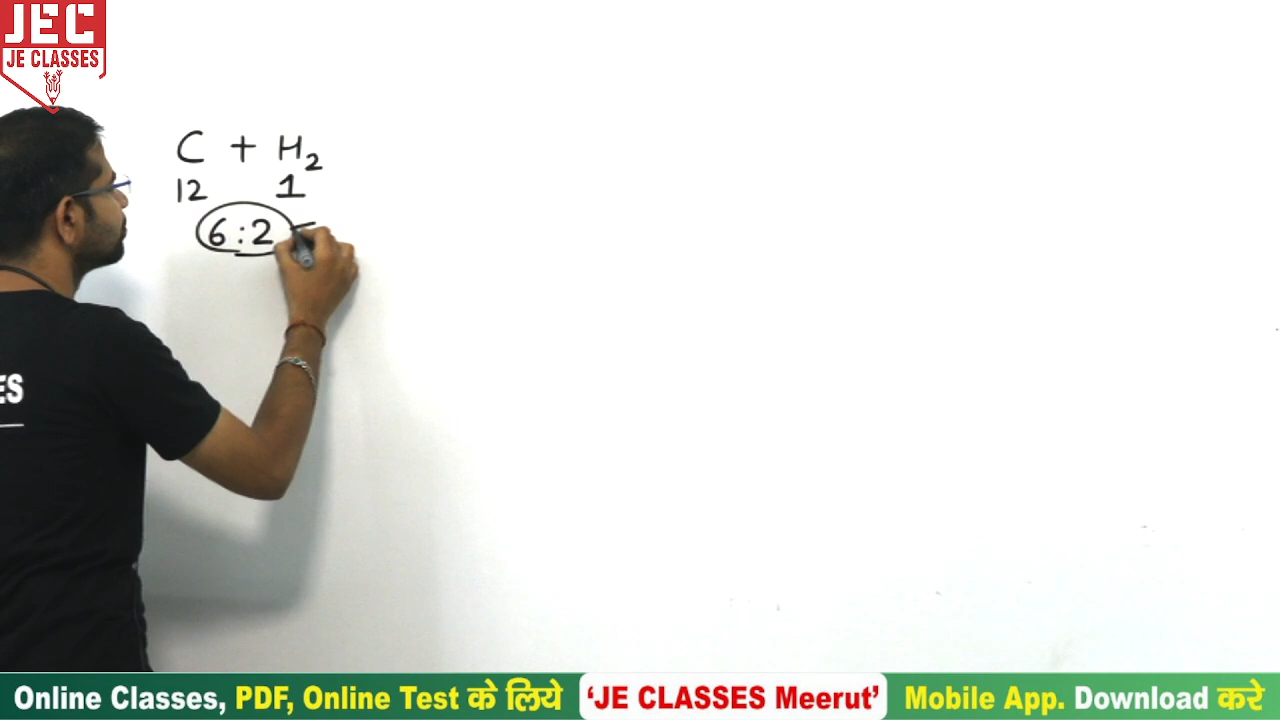 JEC
JE CLASSES
C + H₂
12 1
6:2
ES
Online Classes, PDF, Online Test के लिये 'JE CLASSES Meerut' Mobile App. Download करे